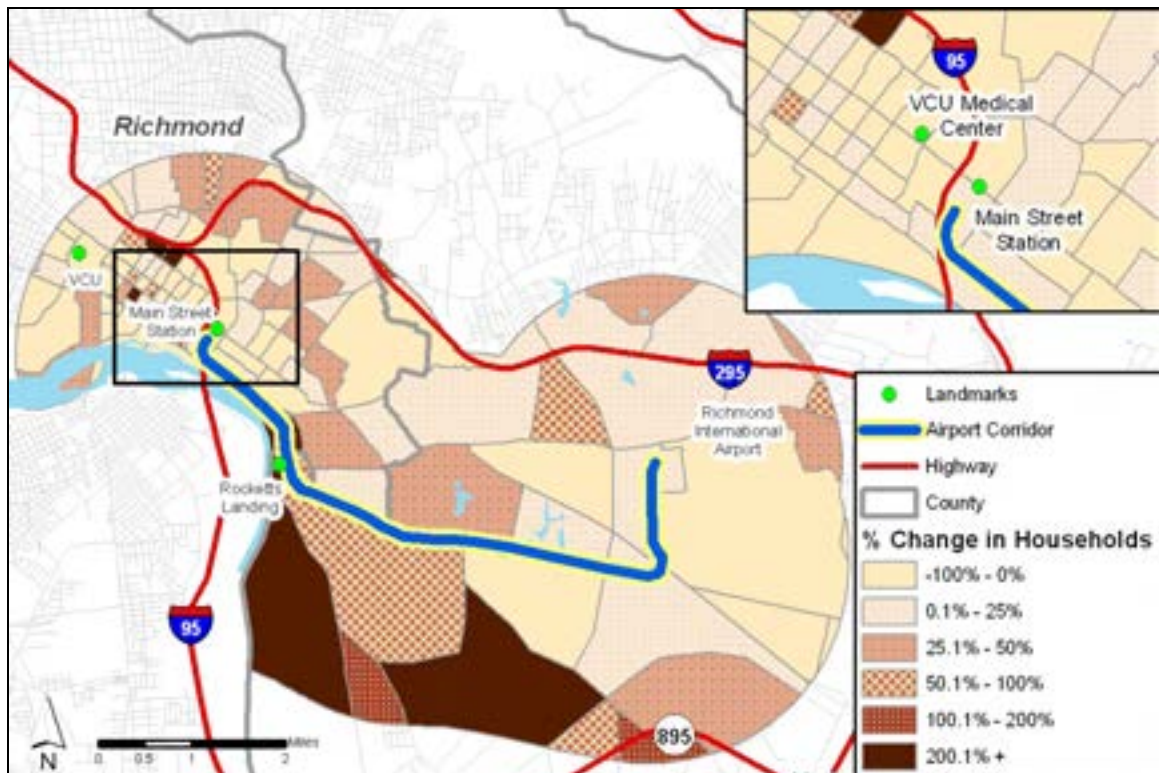 Richmond
VCU
Main Street
Station
Rocketts
Landing
95
295
Richmond
International
Airport
895
N
0 0.5 1 2
Miles
95
VCU Medical
Center
Main Street
Station
Landmarks
Airport Corridor
Highway
County
% Change in Households
-100% - 0%
0.1% - 25%
25.1% - 50%
50.1% - 100%
100.1% - 200%
200.1% +